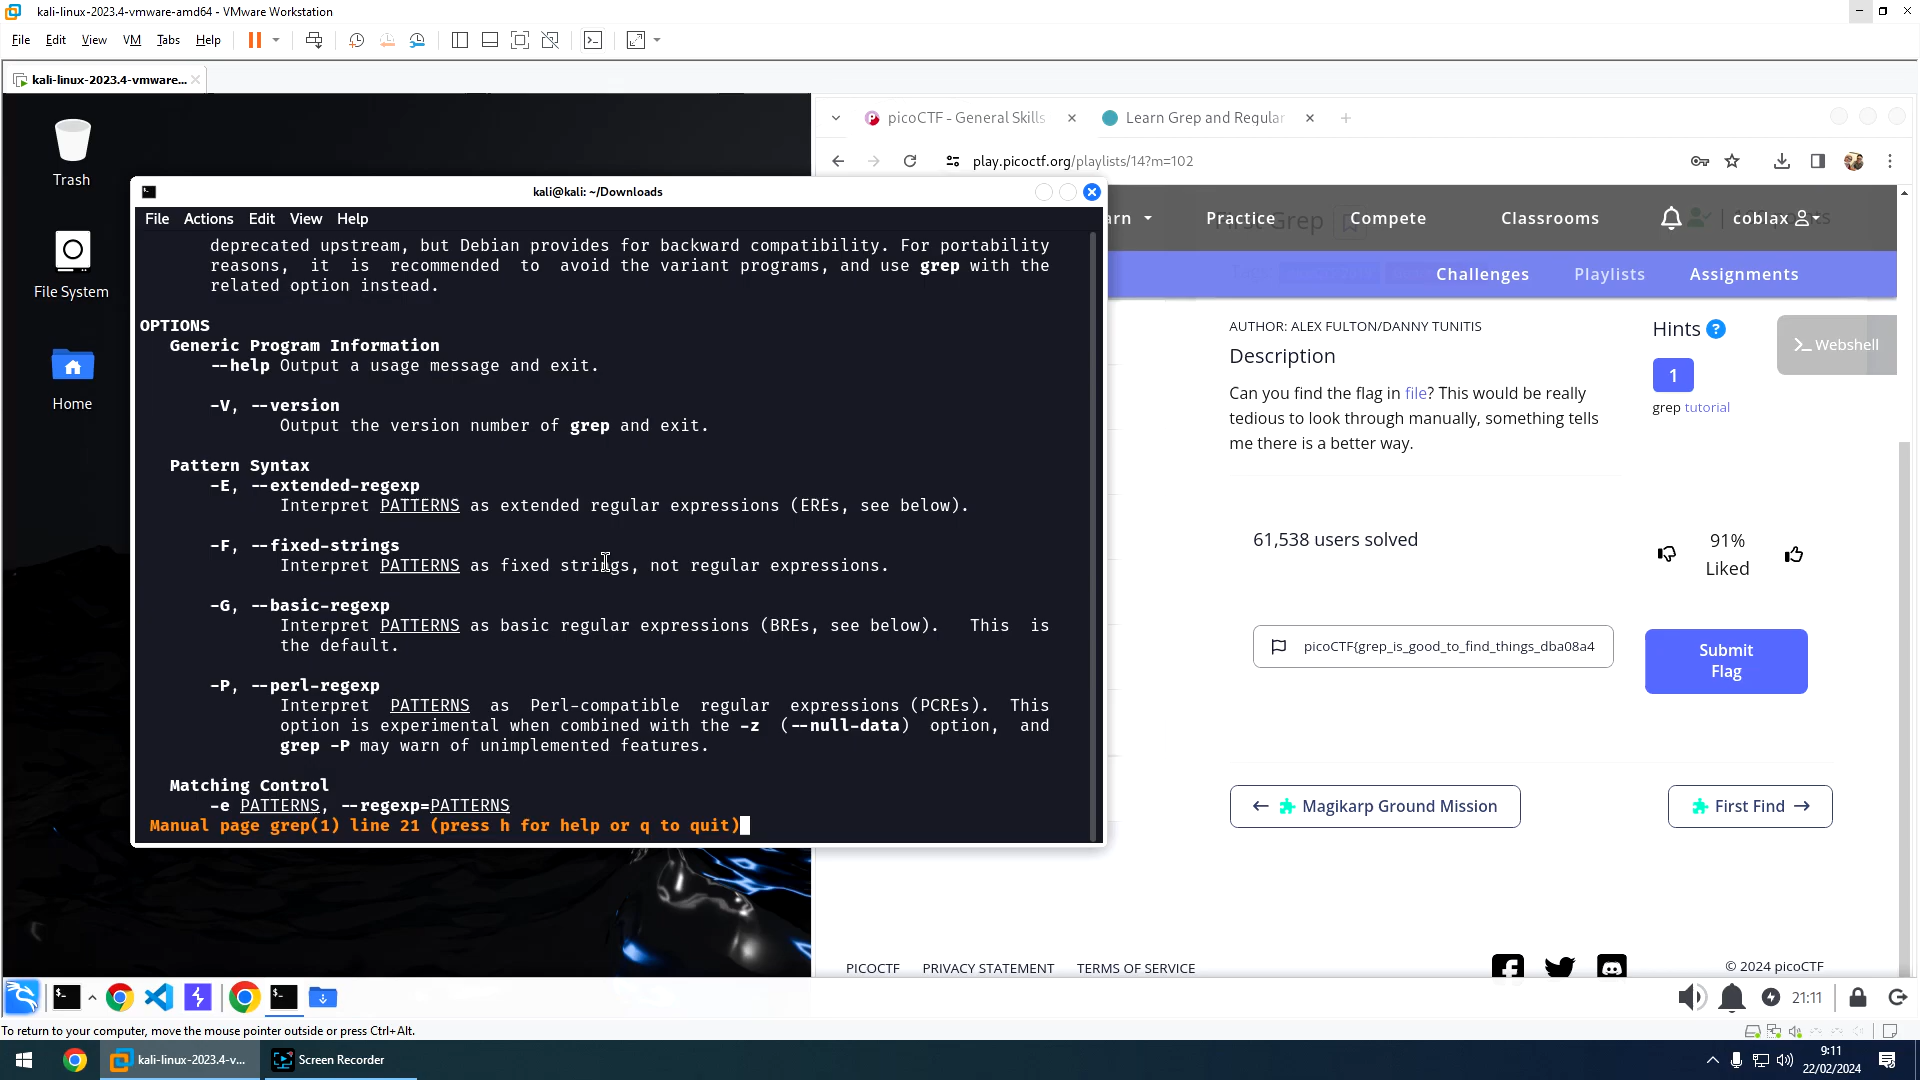 kali-linux-2023.4-vmware-amd64 - VMware Workstation
File Edit View VM Tabs Help
kali-linux-2023.4-vmware...
Trash
File System
Home
kali@kali: ~/Downloads
File Actions Edit View Help
deprecated upstream, but Debian provides for backward compatibility. For portability
reasons, it is recommended to avoid the variant programs, and use grep with the
related option instead.
OPTIONS
Generic Program Information
--help Output a usage message and exit.
-V, --version
Output the version number of grep and exit.
Pattern Syntax
-E, --extended-regexp
Interpret PATTERNS as extended regular expressions (EREs, see below).
-F, --fixed-strings
Interpret PATTERNS as fixed strings, not regular expressions.
-G, --basic-regexp
Interpret PATTERNS as basic regular expressions (BREs, see below). This is
the default.
-P, --perl-regexp
Interpret PATTERNS as Perl-compatible regular expressions (PCREs). This
option is experimental when combined with the -z (--null-data) option, and
grep -P may warn of unimplemented features.
Matching Control
-e PATTERNS, --regexp=PATTERNS
Manual page grep(1) line 21 (press h for help or q to quit)
picoCTF - General Skills
Learn Grep and Regular
play.picoctf.org/playlists/14?m=102
arn Practice Compete Classrooms coblax
First Grep
Challenges Playlists Assignments
AUTHOR: ALEX FULTON/DANNY TUNITIS
Description
Can you find the flag in file? This would be really
tedious to look through manually, something tells
me there is a better way.
Hints ?
1
grep tutorial
>_ Webshell
61,538 users solved
91%
Liked
picoCTF{grep_is_good_to_find_things_dba08a4
Submit
Flag
← Magikarp Ground Mission
First Find →
PICOCTF PRIVACY STATEMENT TERMS OF SERVICE
© 2024 picoCTF
21:11
To return to your computer, move the mouse pointer outside or press Ctrl+Alt.
kali-linux-2023.4-v...
Screen Recorder
9:11
22/02/2024